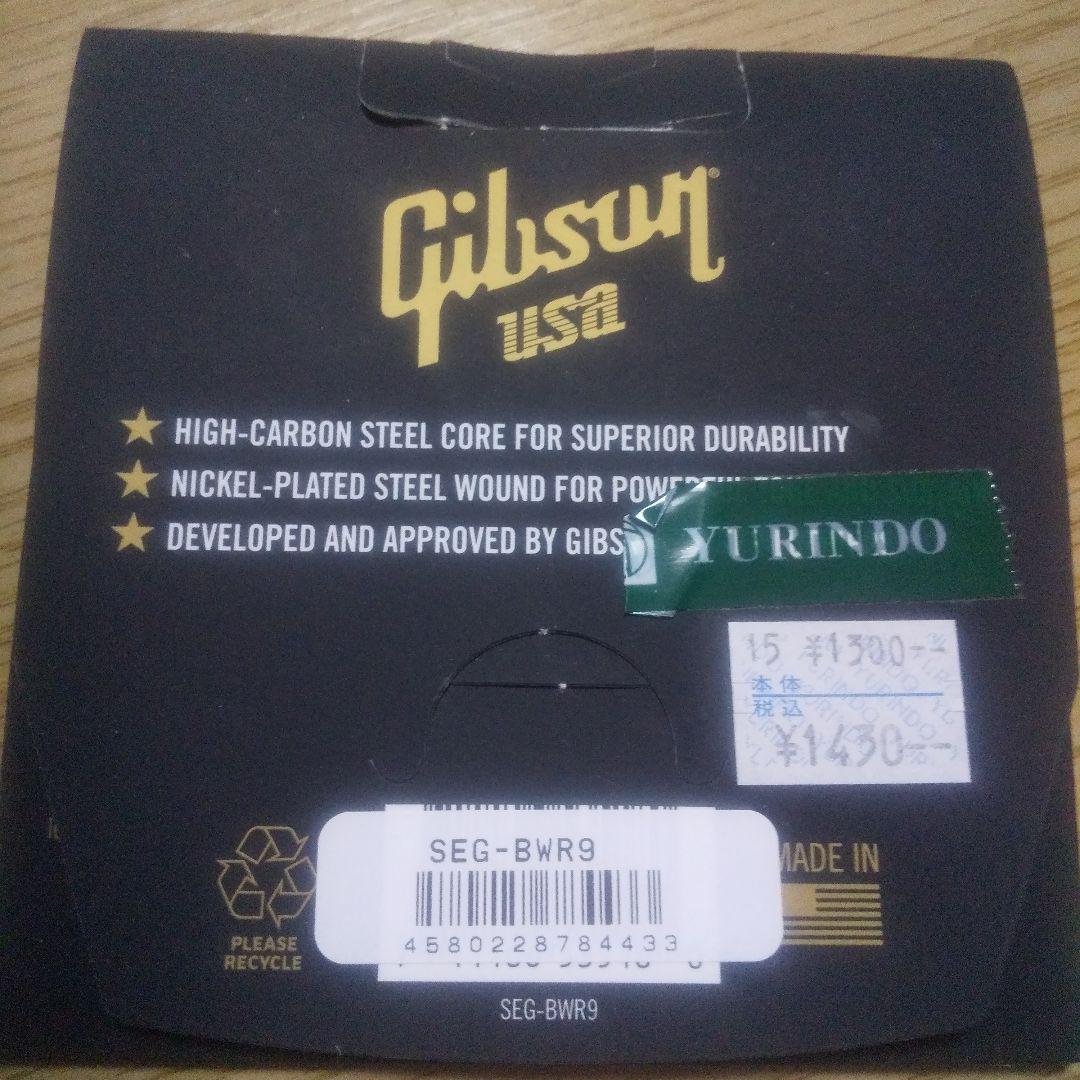 Gibson®
USA
HIGH-CARBON STEEL CORE FOR SUPERIOR DURABILITY
NICKEL-PLATED STEEL WOUND FOR
DEVELOPED AND APPROVED BY GIBS
YURINDO
15 ¥1300--
本体
税込
¥1430--
SEG-BWR9
4580228784433
MADE IN
PLEASE
RECYCLE
SEG-BWR9